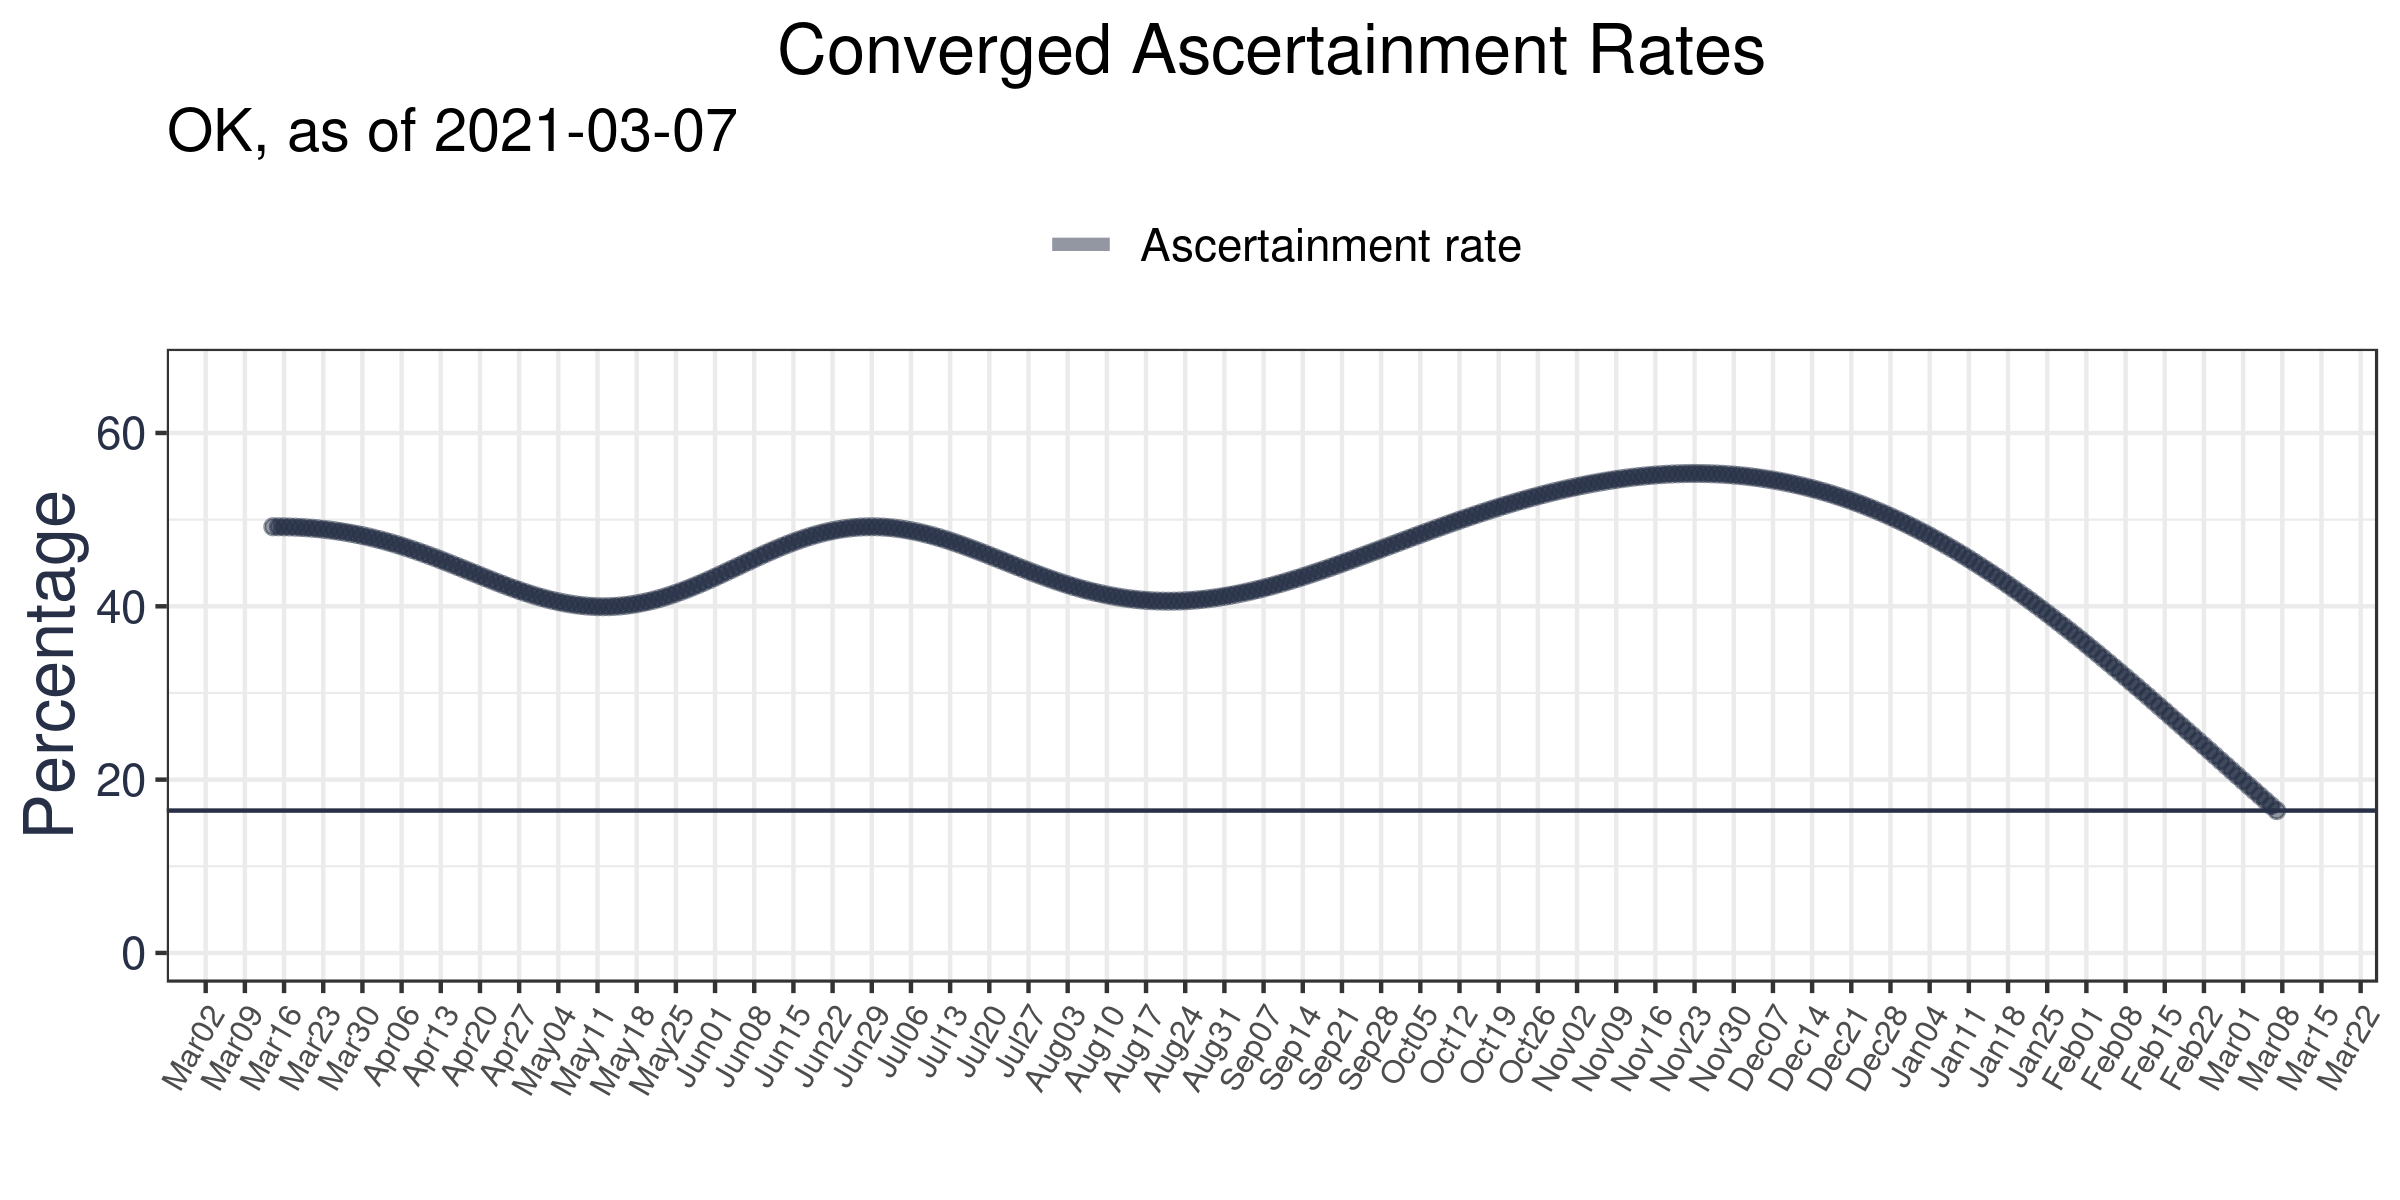 Converged Ascertainment Rates
OK, as of 2021-03-07
Ascertainment rate
Percentage
60
40
20
0
Mar02 Mar09 Mar16 Mar23 Mar30 Apr06 Apr13 Apr20 Apr27 May04 May11 May18 May25 Jun01 Jun08 Jun15 Jun22 Jun29 Jul06 Jul13 Jul20 Jul27 Aug03 Aug10 Aug17 Aug24 Aug31 Sep07 Sep14 Sep21 Sep28 Oct05 Oct12 Oct19 Oct26 Nov02 Nov09 Nov16 Nov23 Nov30 Dec07 Dec14 Dec21 Dec28 Jan04 Jan11 Jan18 Jan25 Feb01 Feb08 Feb15 Feb22 Mar01 Mar08 Mar15 Mar22